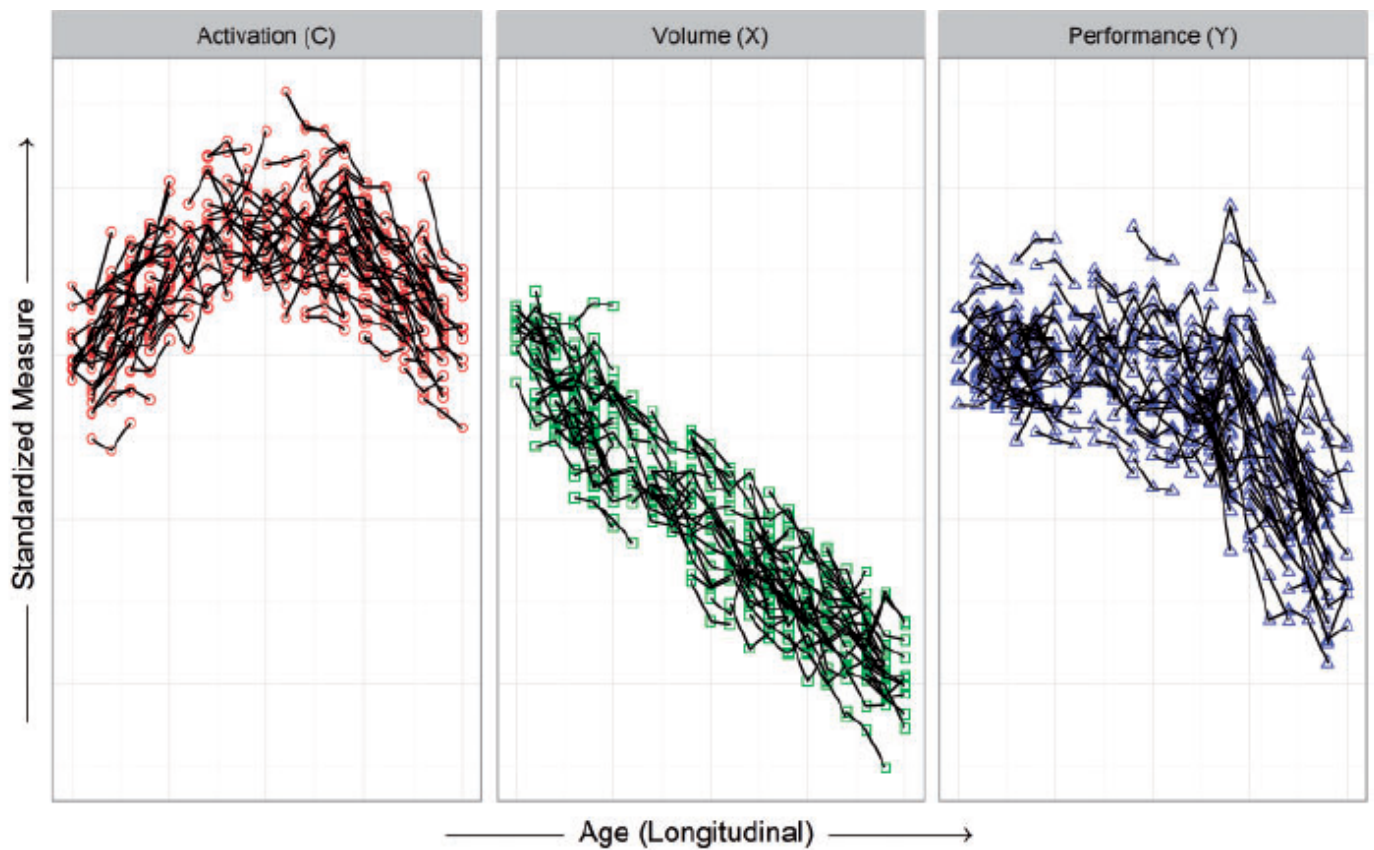 Activation (C)
Volume (X)
Performance (Y)
Standardized Measure
Age (Longitudinal)